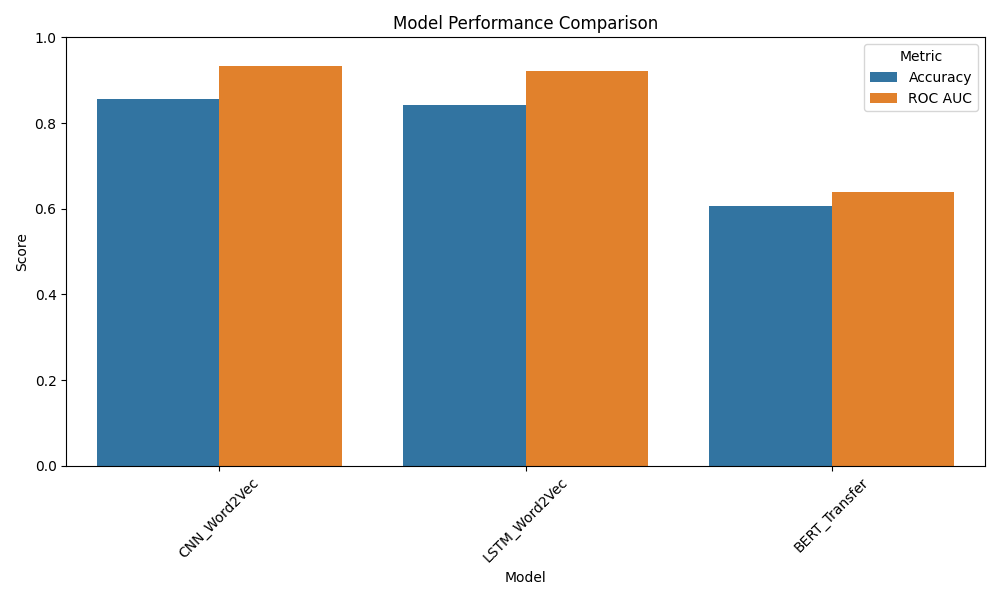 Model Performance Comparison
Metric
Accuracy
ROC AUC
Score
1.0
0.8
0.6
0.4
0.2
0.0
CNN_Word2Vec
LSTM_Word2Vec
BERT_Transfer
Model